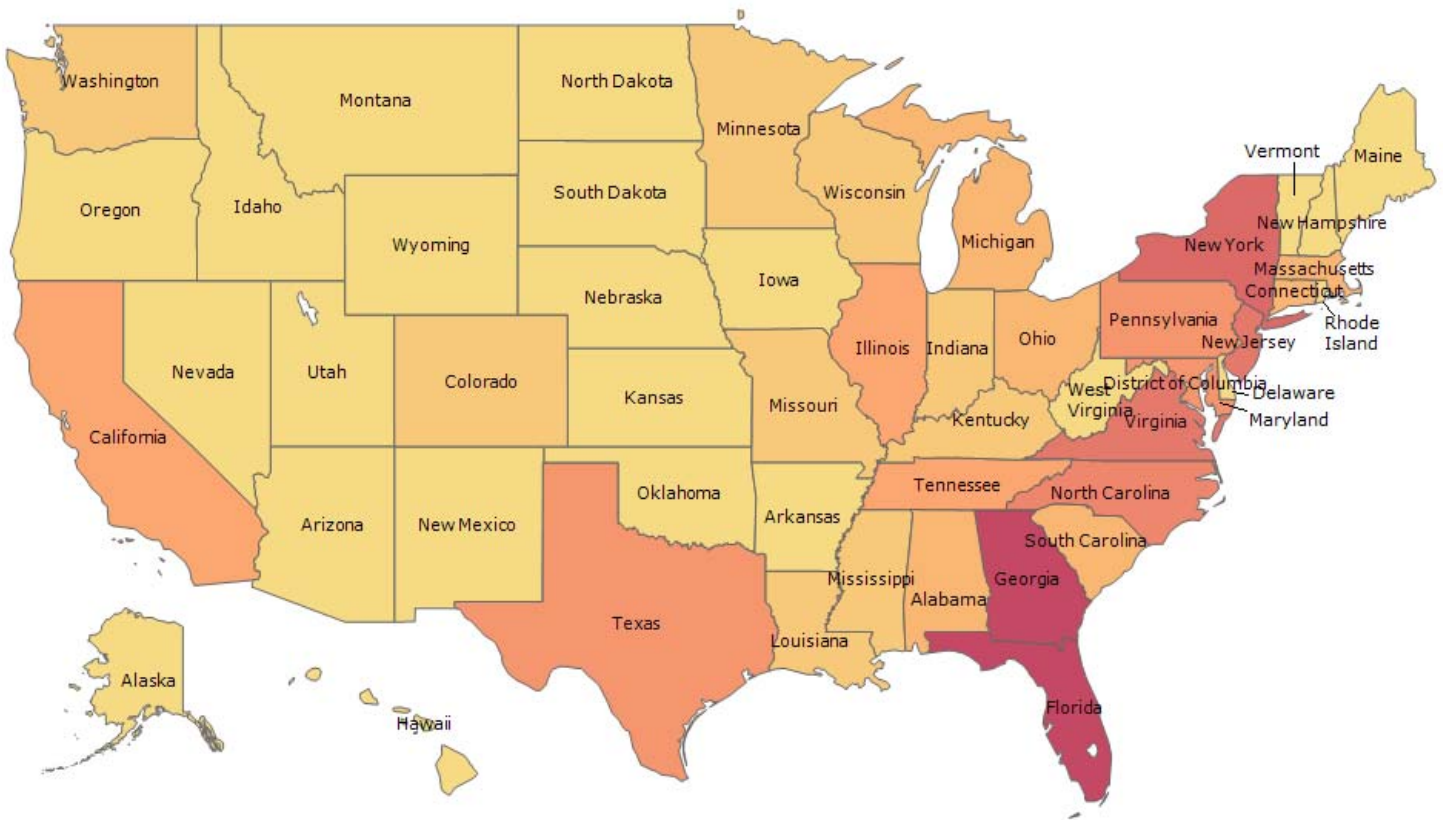 Washington
Montana
North Dakota
Minnesota
Vermont
Maine
Oregon
Idaho
South Dakota
Wisconsin
Wyoming
Michigan
New York
New Hampshire
Massachusetts
Iowa
Nebraska
Connecticut
Rhode
Island
Pennsylvania
New Jersey
Nevada
Utah
Colorado
Kansas
Missouri
Illinois
Indiana
Ohio
West
Virginia
District of Columbia
Delaware
Maryland
California
Kentucky
Virginia
Arizona
New Mexico
Oklahoma
Arkansas
Tennessee
North Carolina
South Carolina
Mississippi
Alabama
Georgia
Texas
Louisiana
Alaska
Hawaii
Florida